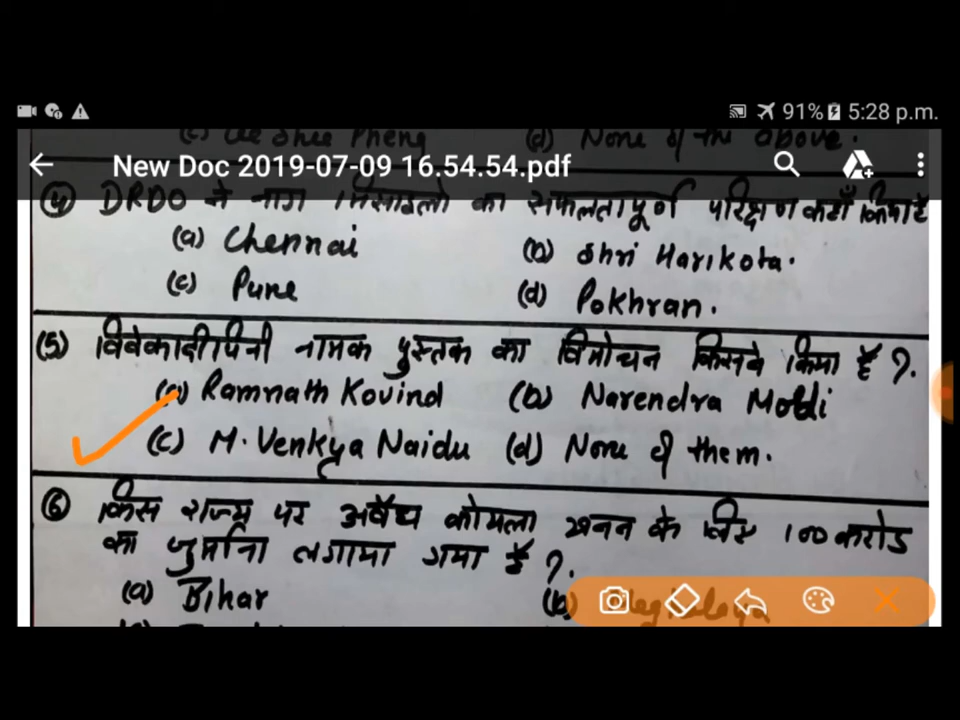 91% 5:28 p.m.
(c) Pheng (d) None of the above.
New Doc 2019-07-09 16.54.54.pdf
(4) DRDO ने नाग मिसाइलो का सफलतापूर्ण परिक्षण कहाँ किया है
(a) Chennai (b) Shri Harikota.
(c) Pune (d) Pokhran.
(5) विवेकादीपिनी नामक पुस्तक का विमोचन किसने किया है ?.
(a) Ramnath Kovind (b) Narendra Modi
(c) M. Venkya Naidu (d) None of them.
(6) किस राज्य पर अवैध कोयला खनन के लिए 100 करोड
का जुर्माना लगाया गया है ?.
(a) Bihar (b) Meghalaya